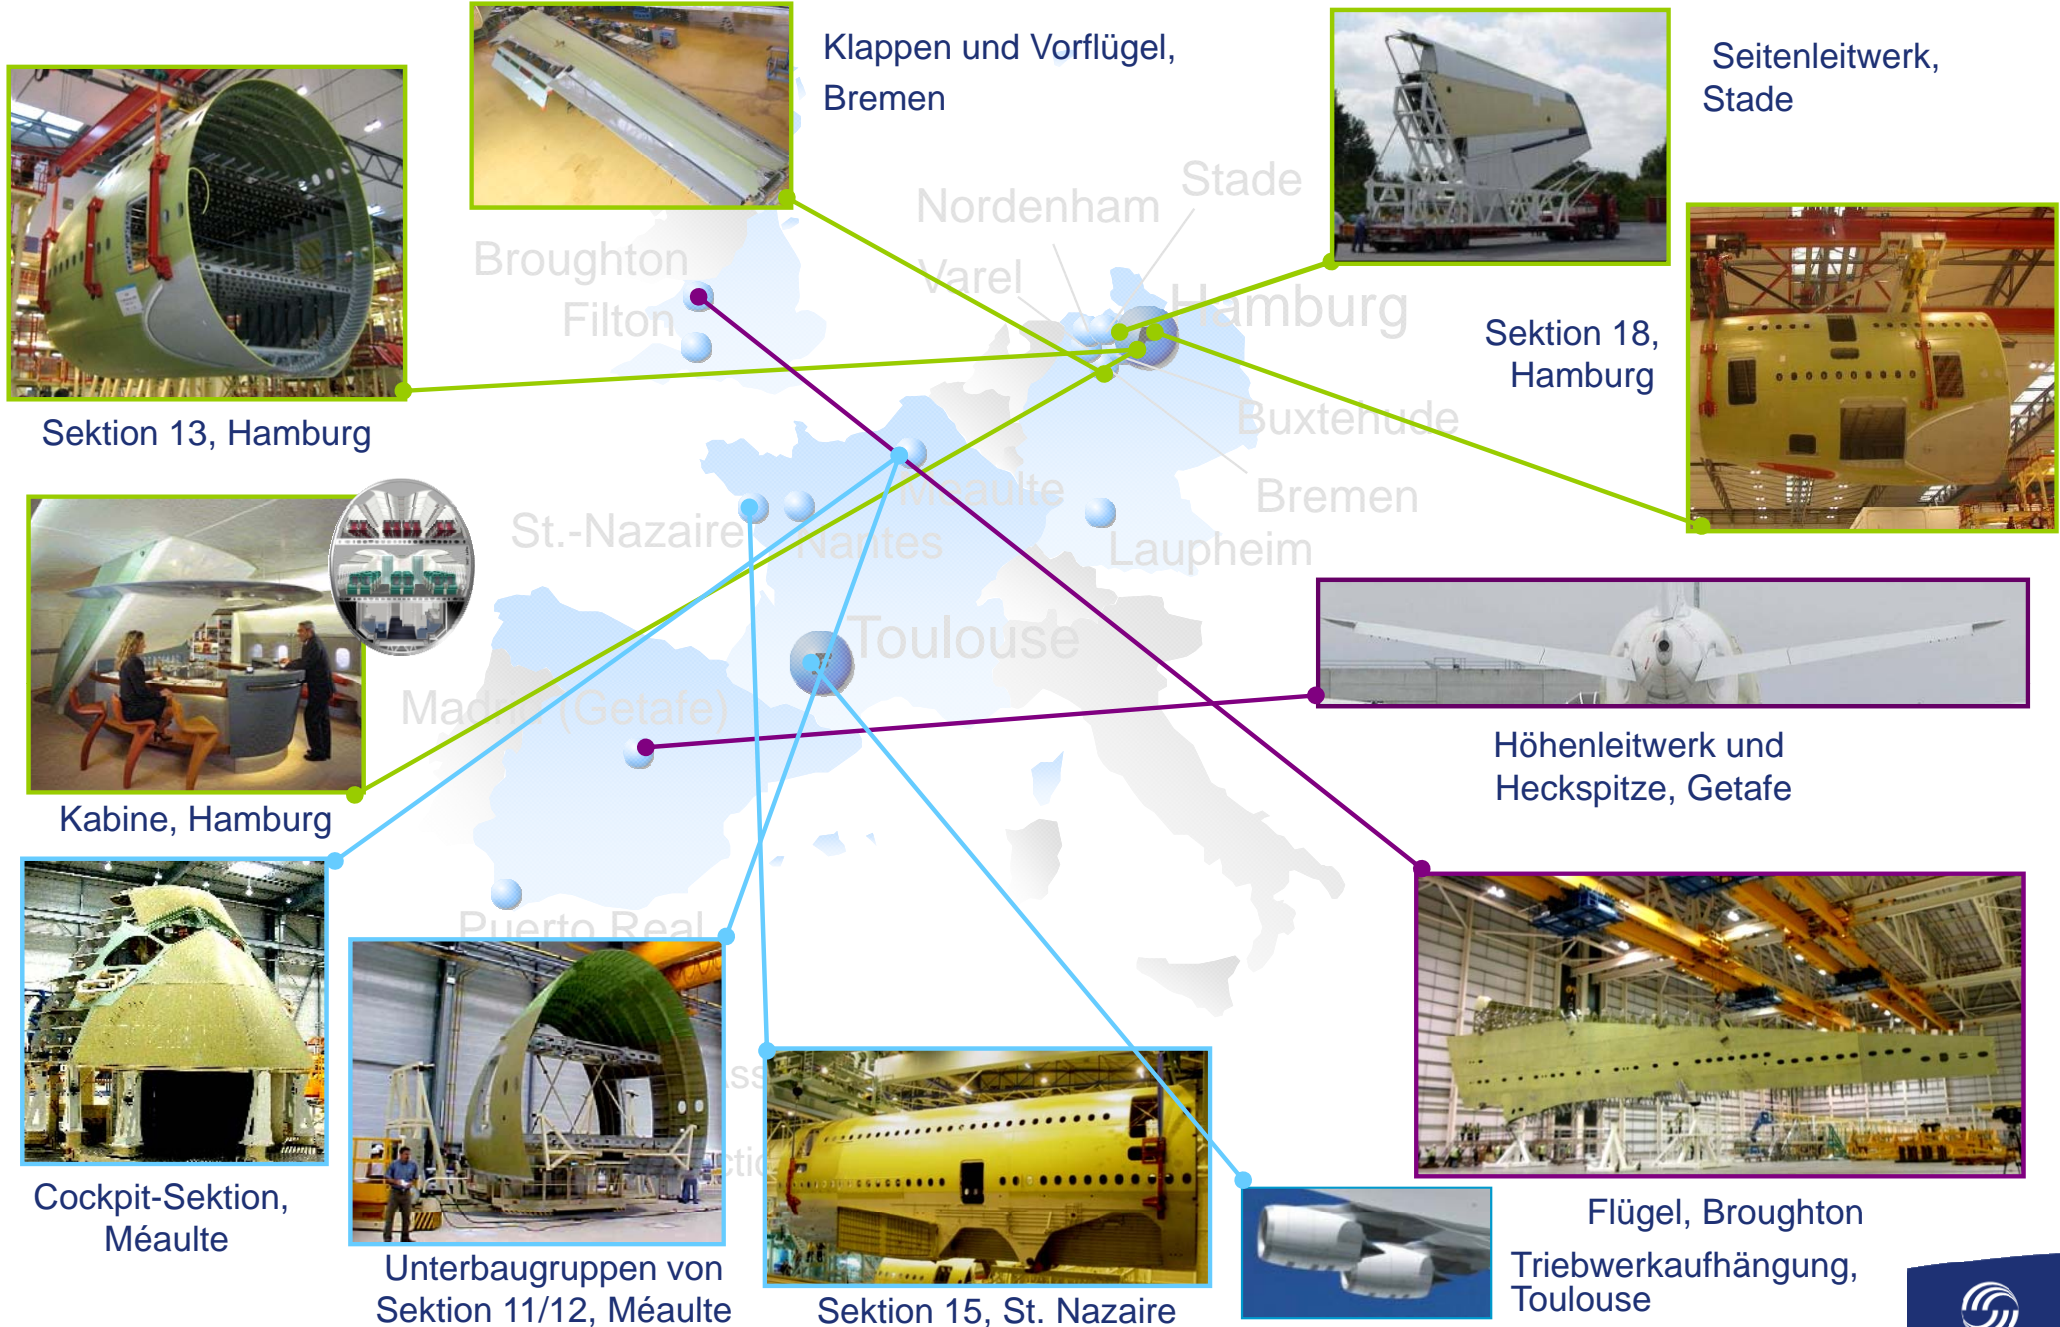 Klappen und Vorflügel,
Bremen
Seitenleitwerk,
Stade
Stade
Nordenham
Broughton
Varel
Filton
Hamburg
Sektion 18,
Hamburg
Sektion 13, Hamburg
Buxtehude
Méaulte
Bremen
St.-Nazaire
Nantes
Laupheim
Toulouse
Madrid (Getafe)
Höhenleitwerk und
Heckspitze, Getafe
Kabine, Hamburg
Puerto Real
Cockpit-Sektion,
Méaulte
Flügel, Broughton
Unterbaugruppen von
Sektion 11/12, Méaulte
Sektion 15, St. Nazaire
Triebwerkaufhängung,
Toulouse